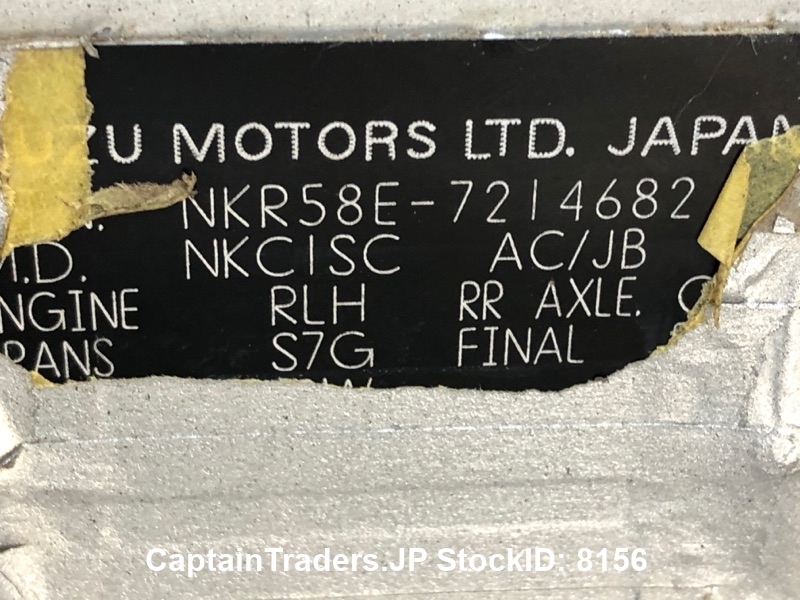 ZU MOTORS LTD. JAPAN
N. NKR58E-7214682
M.D. NKC1SC AC/JB
NGINE RLH RR AXLE.
RANS S7G FINAL
CaptainTraders.JP StockID: 8156